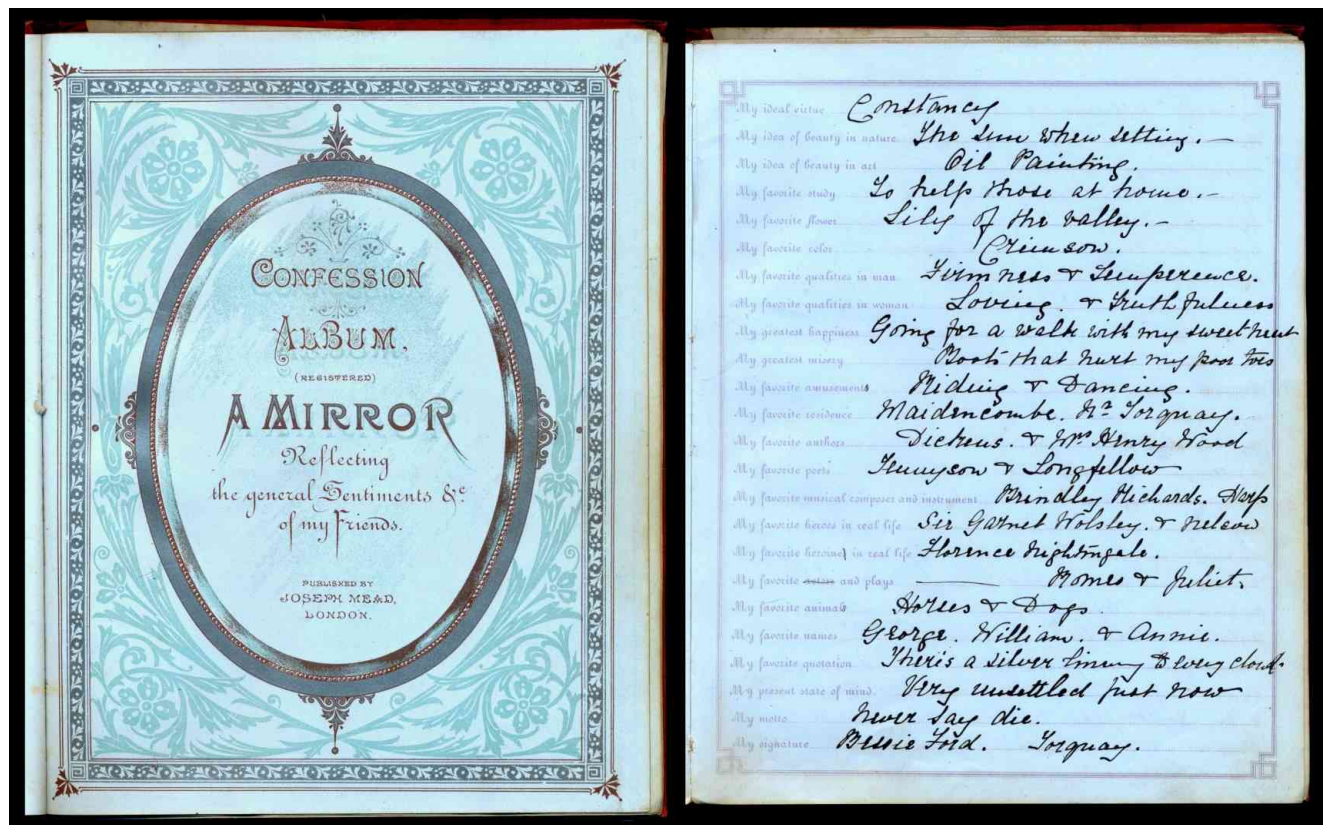 CONFESSION
ALBUM,
(REGISTERED)
A MIRROR
Reflecting
the general Sentiments &c
of my Friends.
PUBLISHED BY
JOSEPH MEAD,
LONDON.
My ideal virtue Constancy
My idea of beauty in nature The sun when setting. —
My idea of beauty in art Oil Painting.
My favorite study To help those at home. —
My favorite flower Lily of the valley. —
My favorite color Crimson.
My favorite qualities in man Firmness & Temperence.
My favorite qualities in woman Loving. & Truthfulness
My greatest happiness Going for a walk with my sweetheart
My greatest misery Boots that hurt my poor toes
My favorite amusements Riding & Dancing.
My favorite residence Maidencombe. Nr Torquay.
My favorite authors Dickens. & Mrs Henry Wood
My favorite poets Tennyson & Longfellow
My favorite musical composer and instrument Brindley Richards. Harp
My favorite heroes in real life Sir Garnet Wolsley. & Nelson
My favorite heroine in real life Florence Nightingale.
My favorite actors and plays —— Romeo & Juliet.
My favorite animals Horses & Dogs.
My favorite names George. William. & Annie.
My favorite quotation There's a silver lining to every cloud.
My present state of mind. Very unsettled just now
My motto Never say die.
My signature Bessie Ford. Torquay.